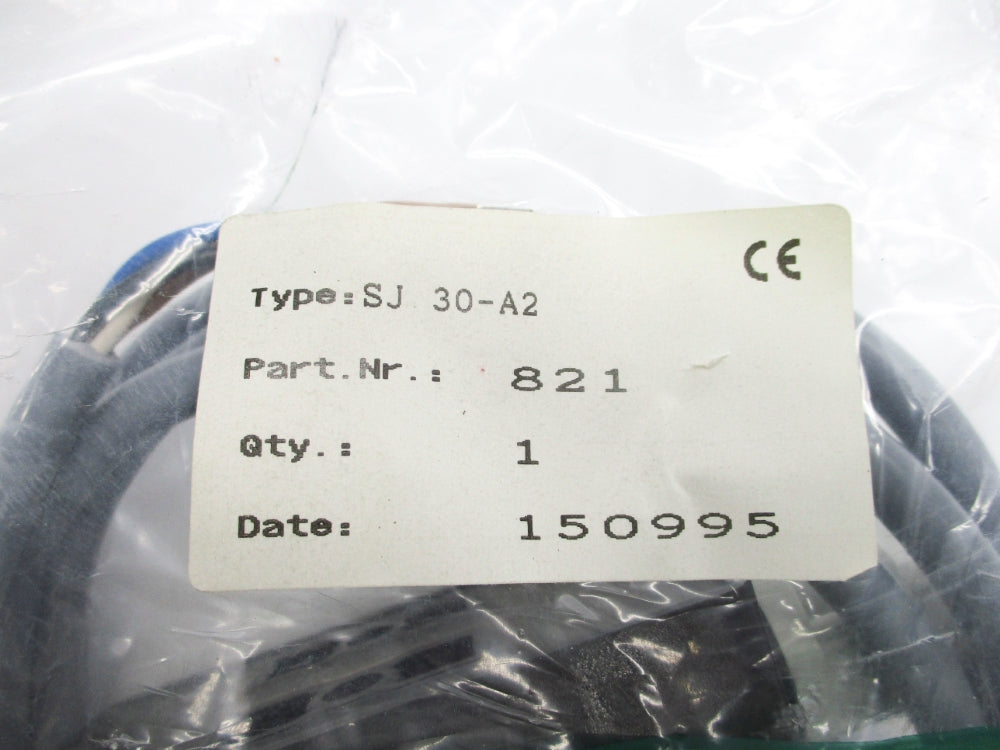 CE
Type:SJ 30-A2
Part.Nr.: 821
Qty.: 1
Date: 150995